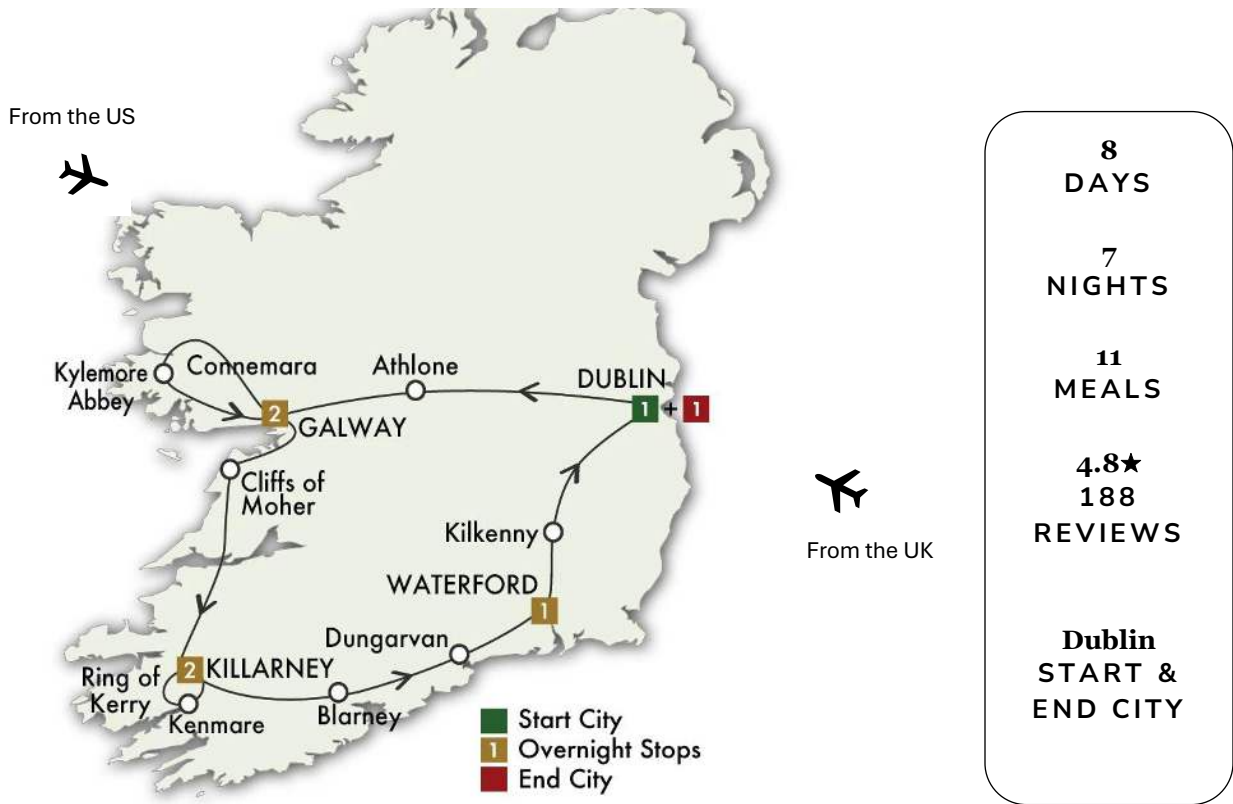 From the US
Kylemore
Abbey
Connemara
Athlone
DUBLIN
1 + 1
2
GALWAY
Cliffs of
Moher
Kilkenny
WATERFORD
1
Dungarvan
2
KILLARNEY
Ring of
Kerry
Kenmare
Blarney
Start City
1 Overnight Stops
End City
From the UK
8
DAYS
7
NIGHTS
11
MEALS
4.8★
188
REVIEWS
Dublin
START &
END CITY